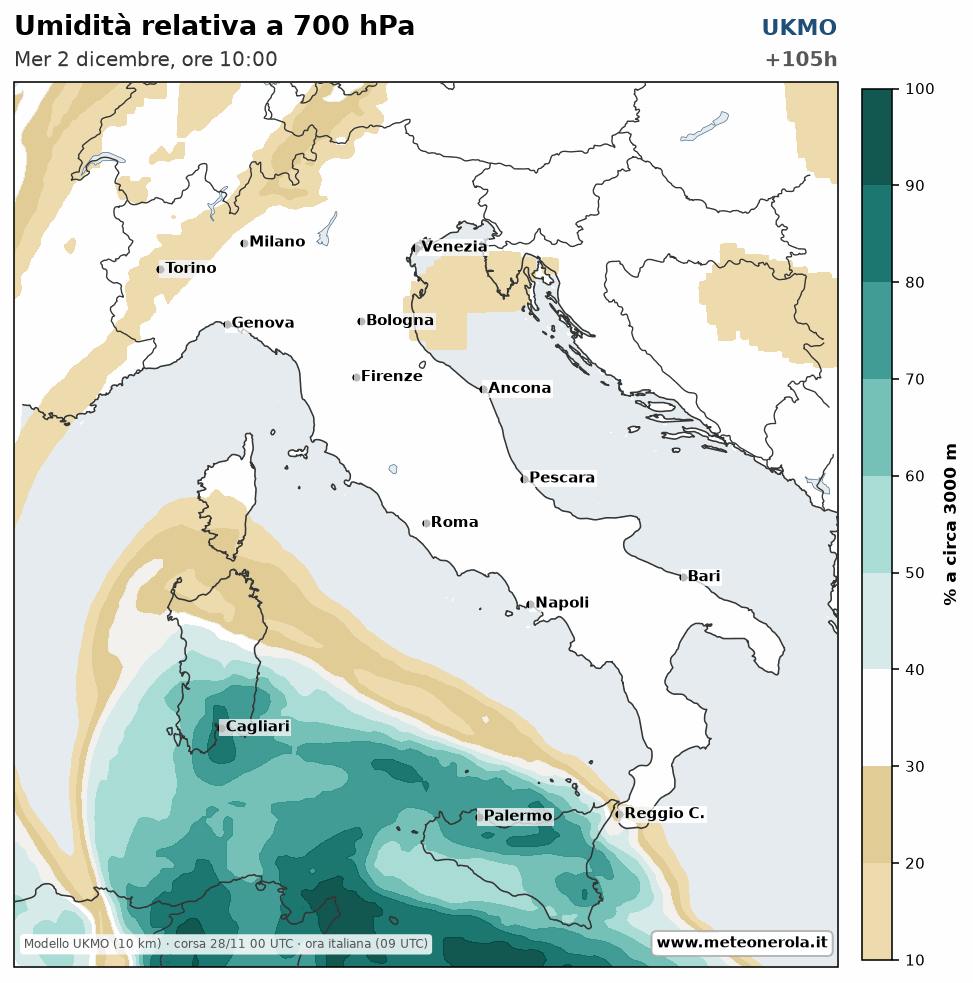 Umidità relativa a 700 hPa
UKMO
Mer 2 dicembre, ore 10:00
+105h
100
90
80
70
60
50
40
30
20
10
% a circa 3000 m
Milano
Venezia
Torino
Genova
Bologna
Firenze
Ancona
Pescara
Roma
Bari
Napoli
Cagliari
Palermo
Reggio C.
Modello UKMO (10 km) · corsa 28/11 00 UTC · ora italiana (09 UTC)
www.meteonerola.it